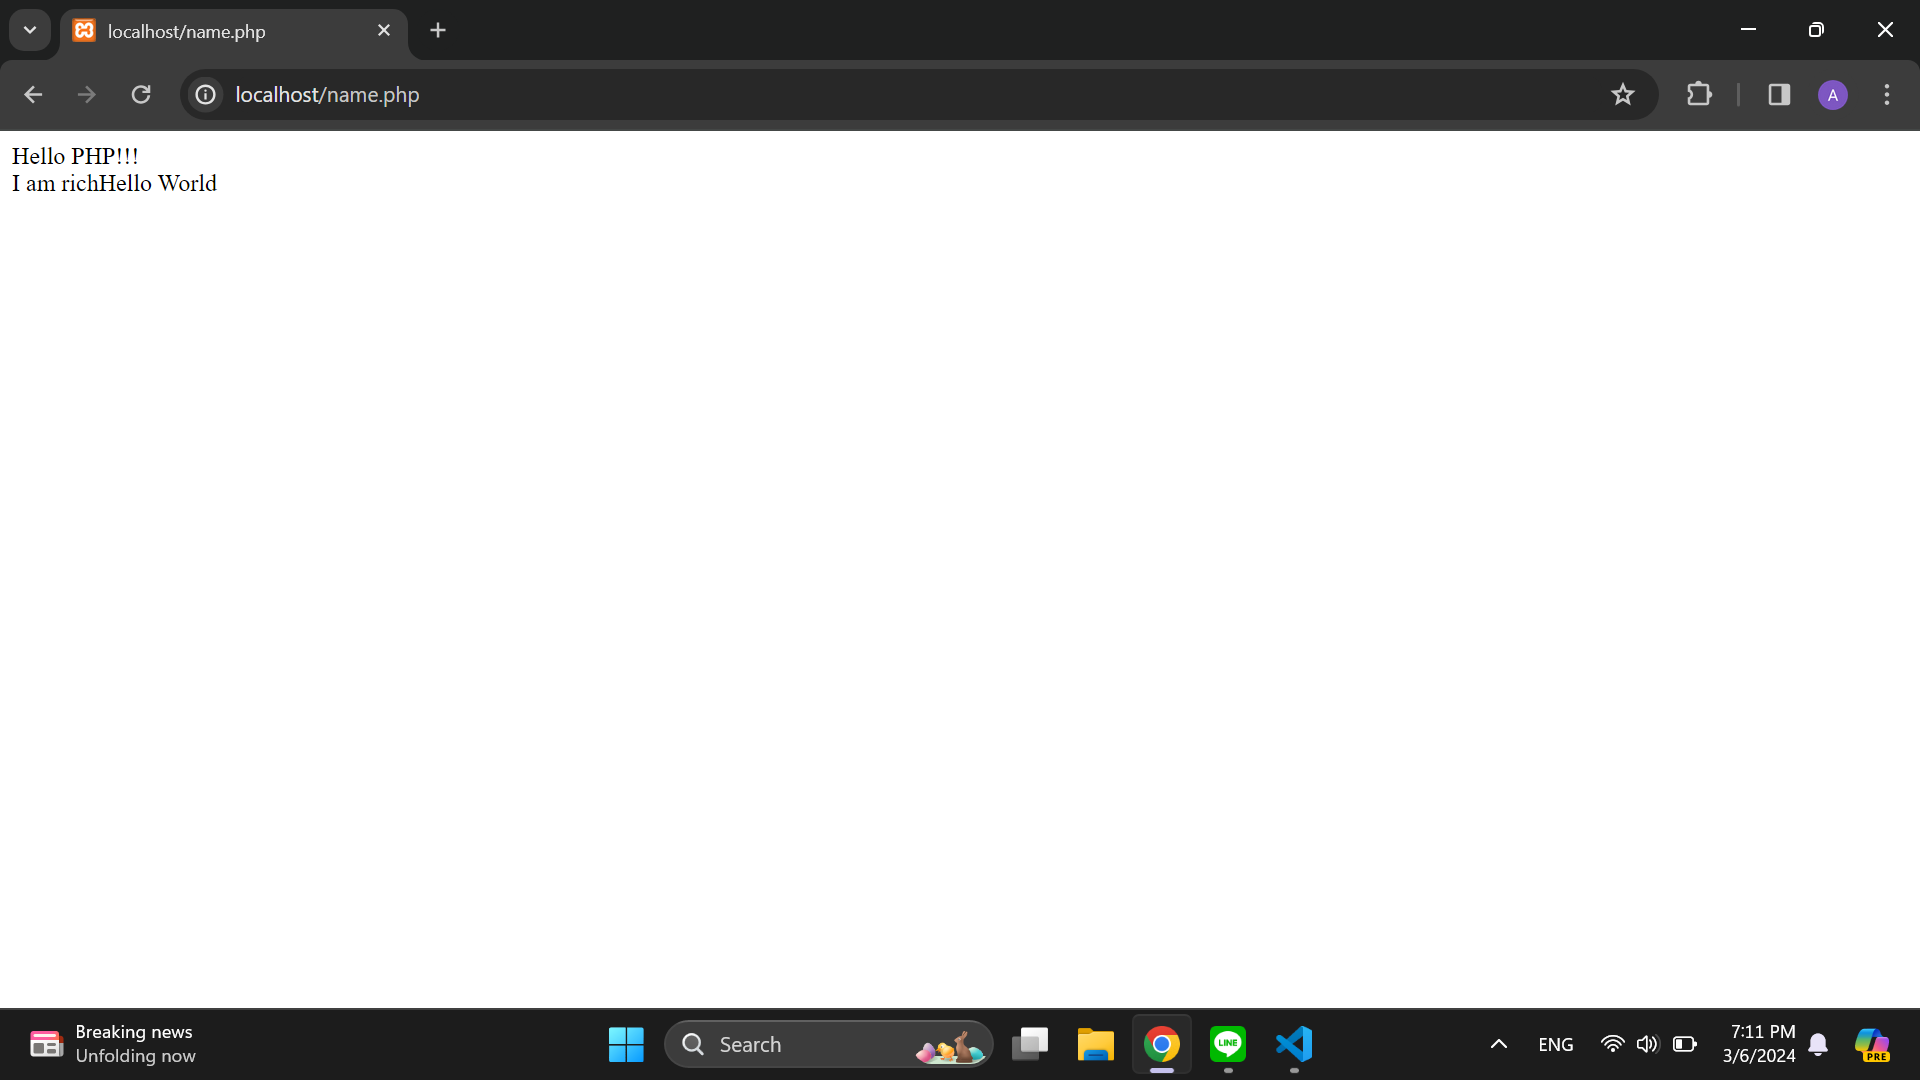 localhost/name.php
localhost/name.php
A
Hello PHP!!!
I am richHello World
Breaking news
Unfolding now
Search
LINE
ENG
7:11 PM
3/6/2024
PRE